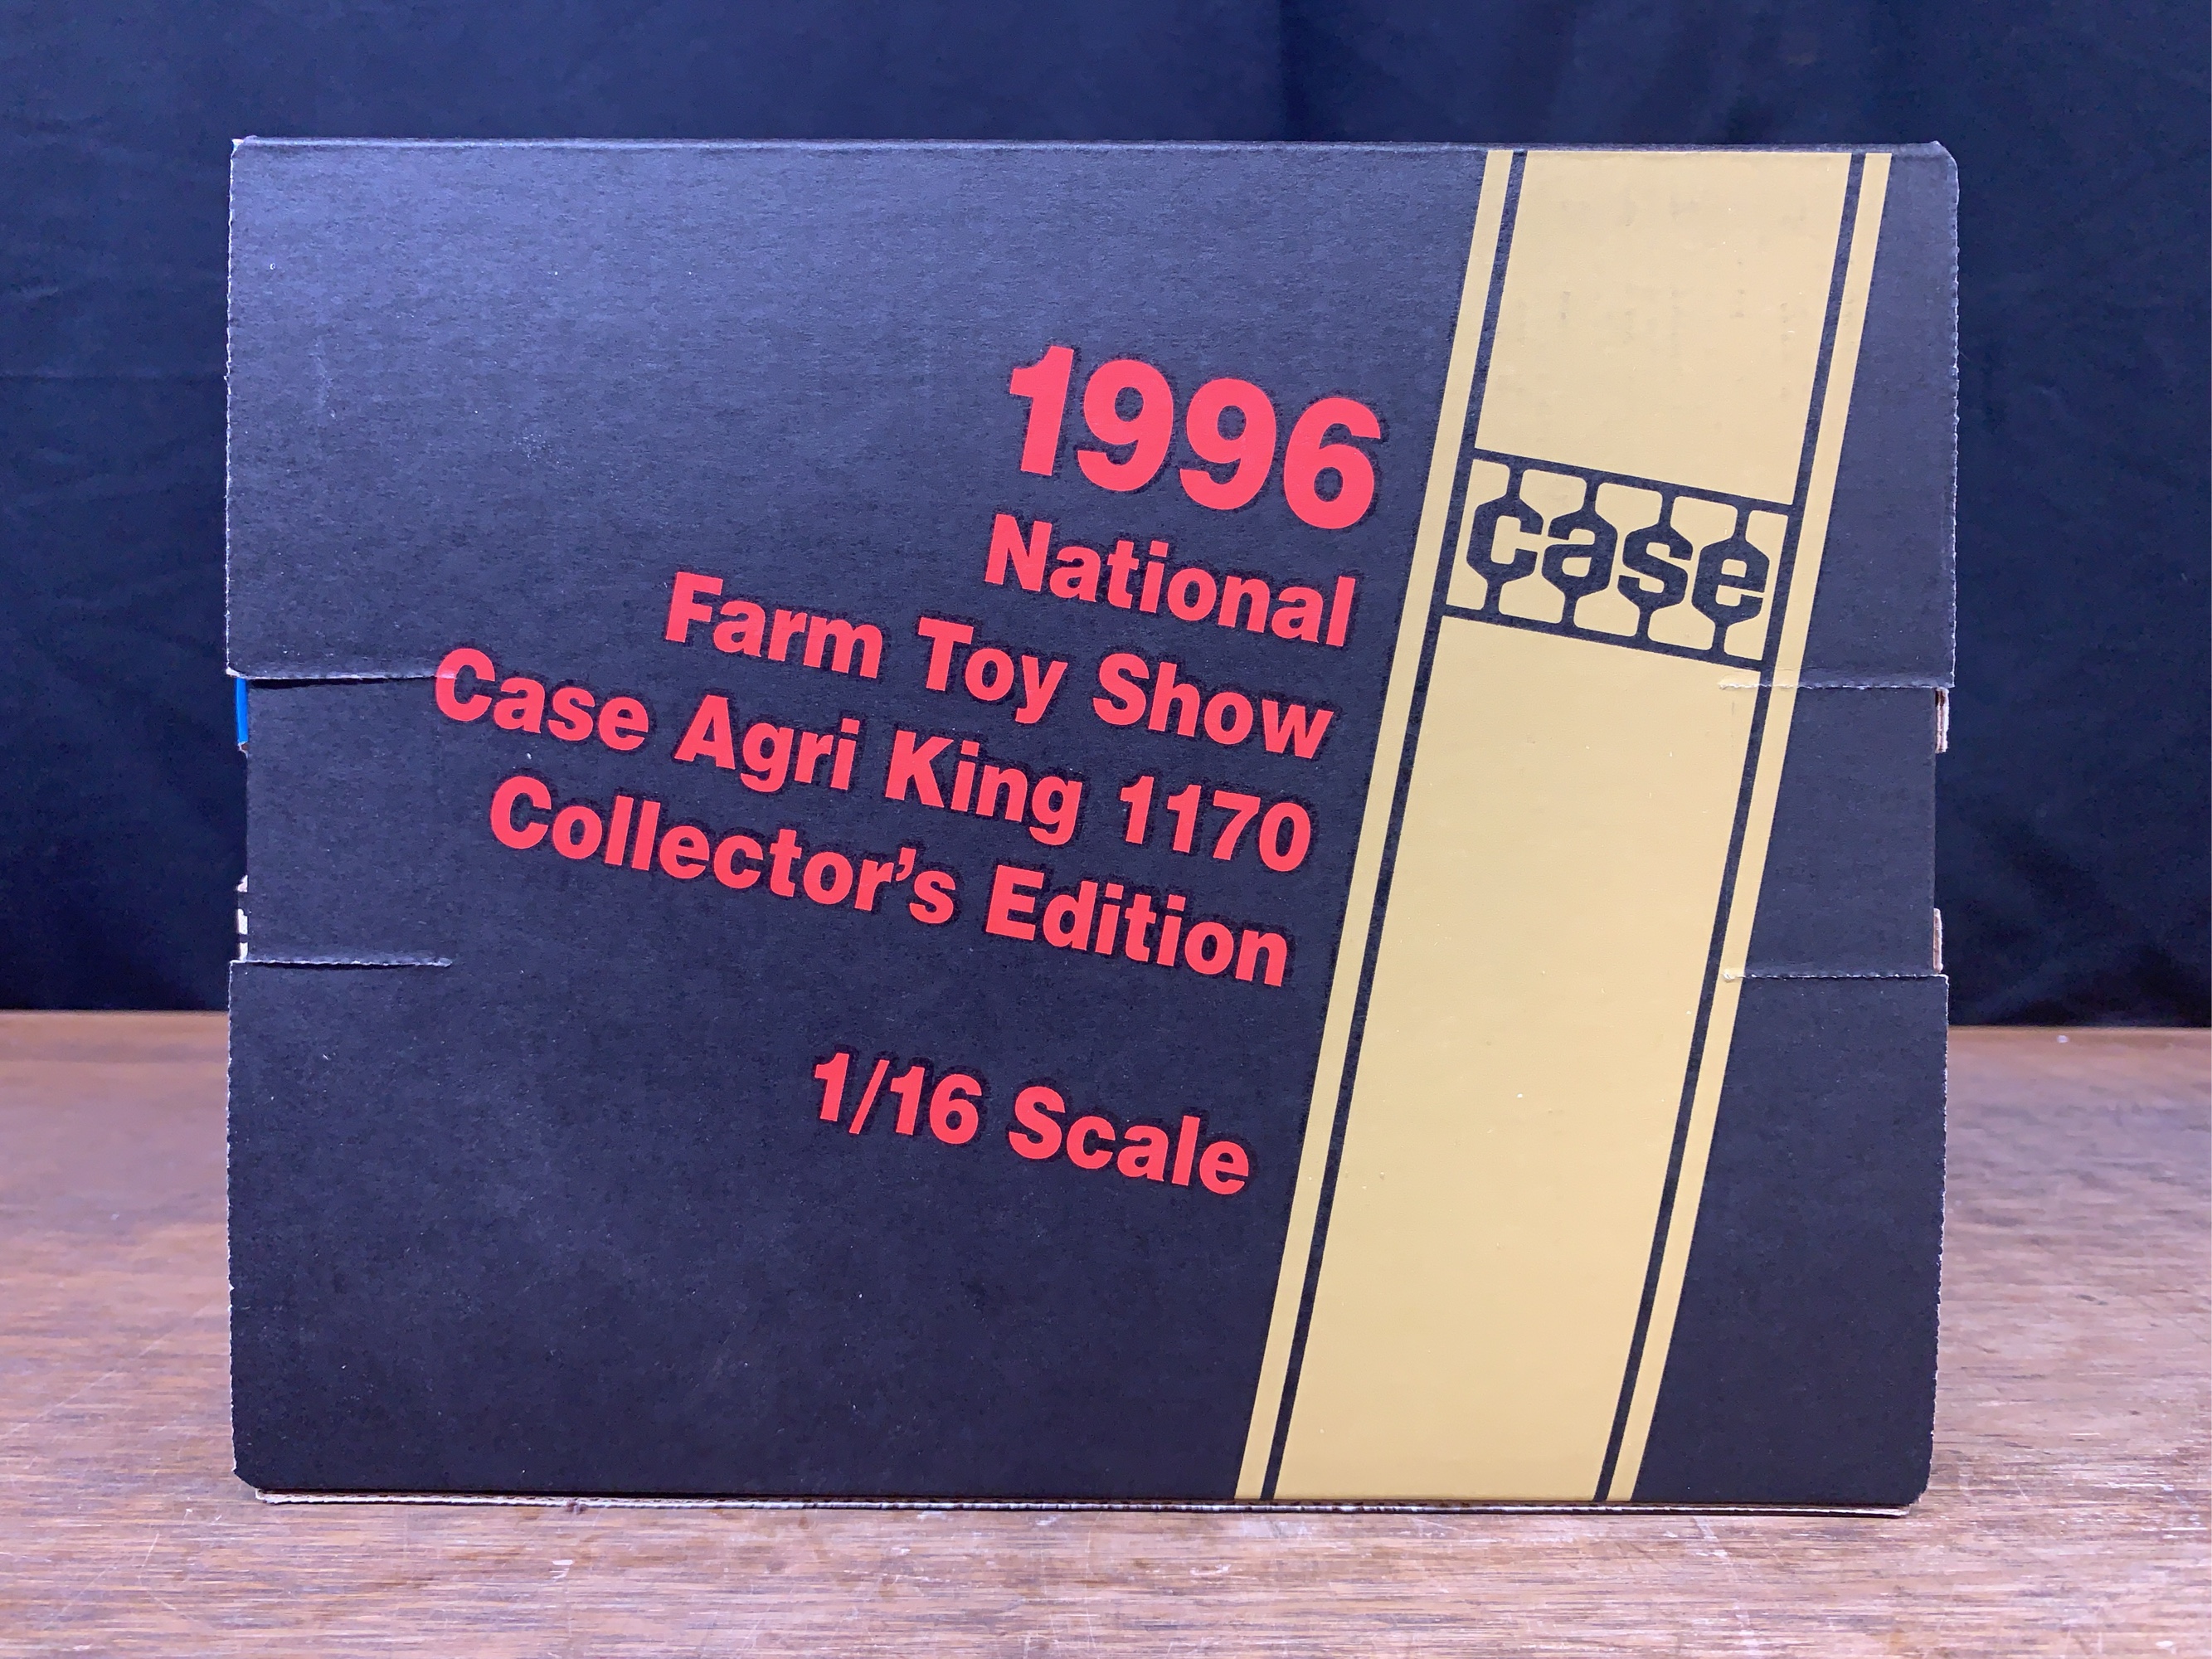 1996
National
Farm Toy Show
Case Agri King 1170
Collector's Edition
1/16 Scale
case